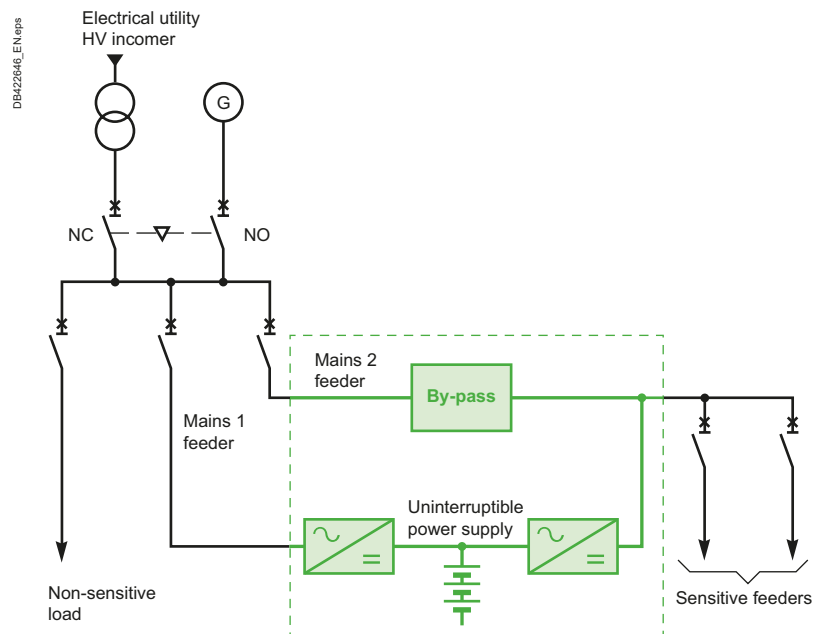 DB422646_EN.eps
Electrical utility
HV incomer
G
NC
NO
Mains 2
feeder
By-pass
Mains 1
feeder
Uninterruptible
power supply
Non-sensitive
load
Sensitive feeders